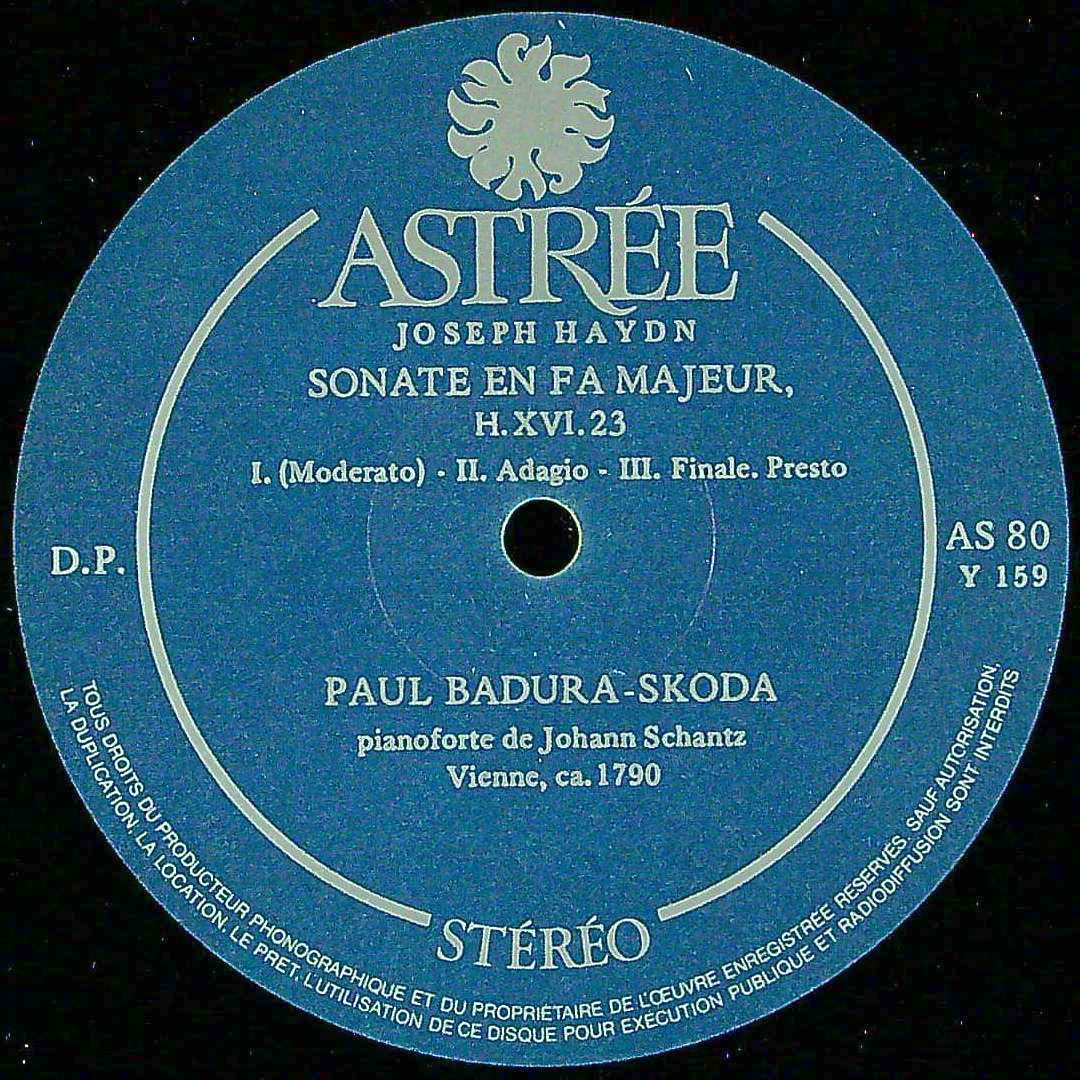 ASTRÉE
JOSEPH HAYDN
SONATE EN FA MAJEUR,
H.XVI.23
I. (Moderato) - II. Adagio - III. Finale. Presto
D.P.
AS 80
Y 159
PAUL BADURA-SKODA
pianoforte de Johann Schantz
Vienne, ca. 1790
STÉRÉO
TOUS DROITS DU PRODUCTEUR PHONOGRAPHIQUE ET DU PROPRIÉTAIRE DE L'ŒUVRE ENREGISTRÉE RÉSERVÉS. SAUF AUTORISATION,
LA DUPLICATION, LA LOCATION, LE PRET, L'UTILISATION DE CE DISQUE POUR EXÉCUTION PUBLIQUE ET RADIODIFFUSION SONT INTERDITS